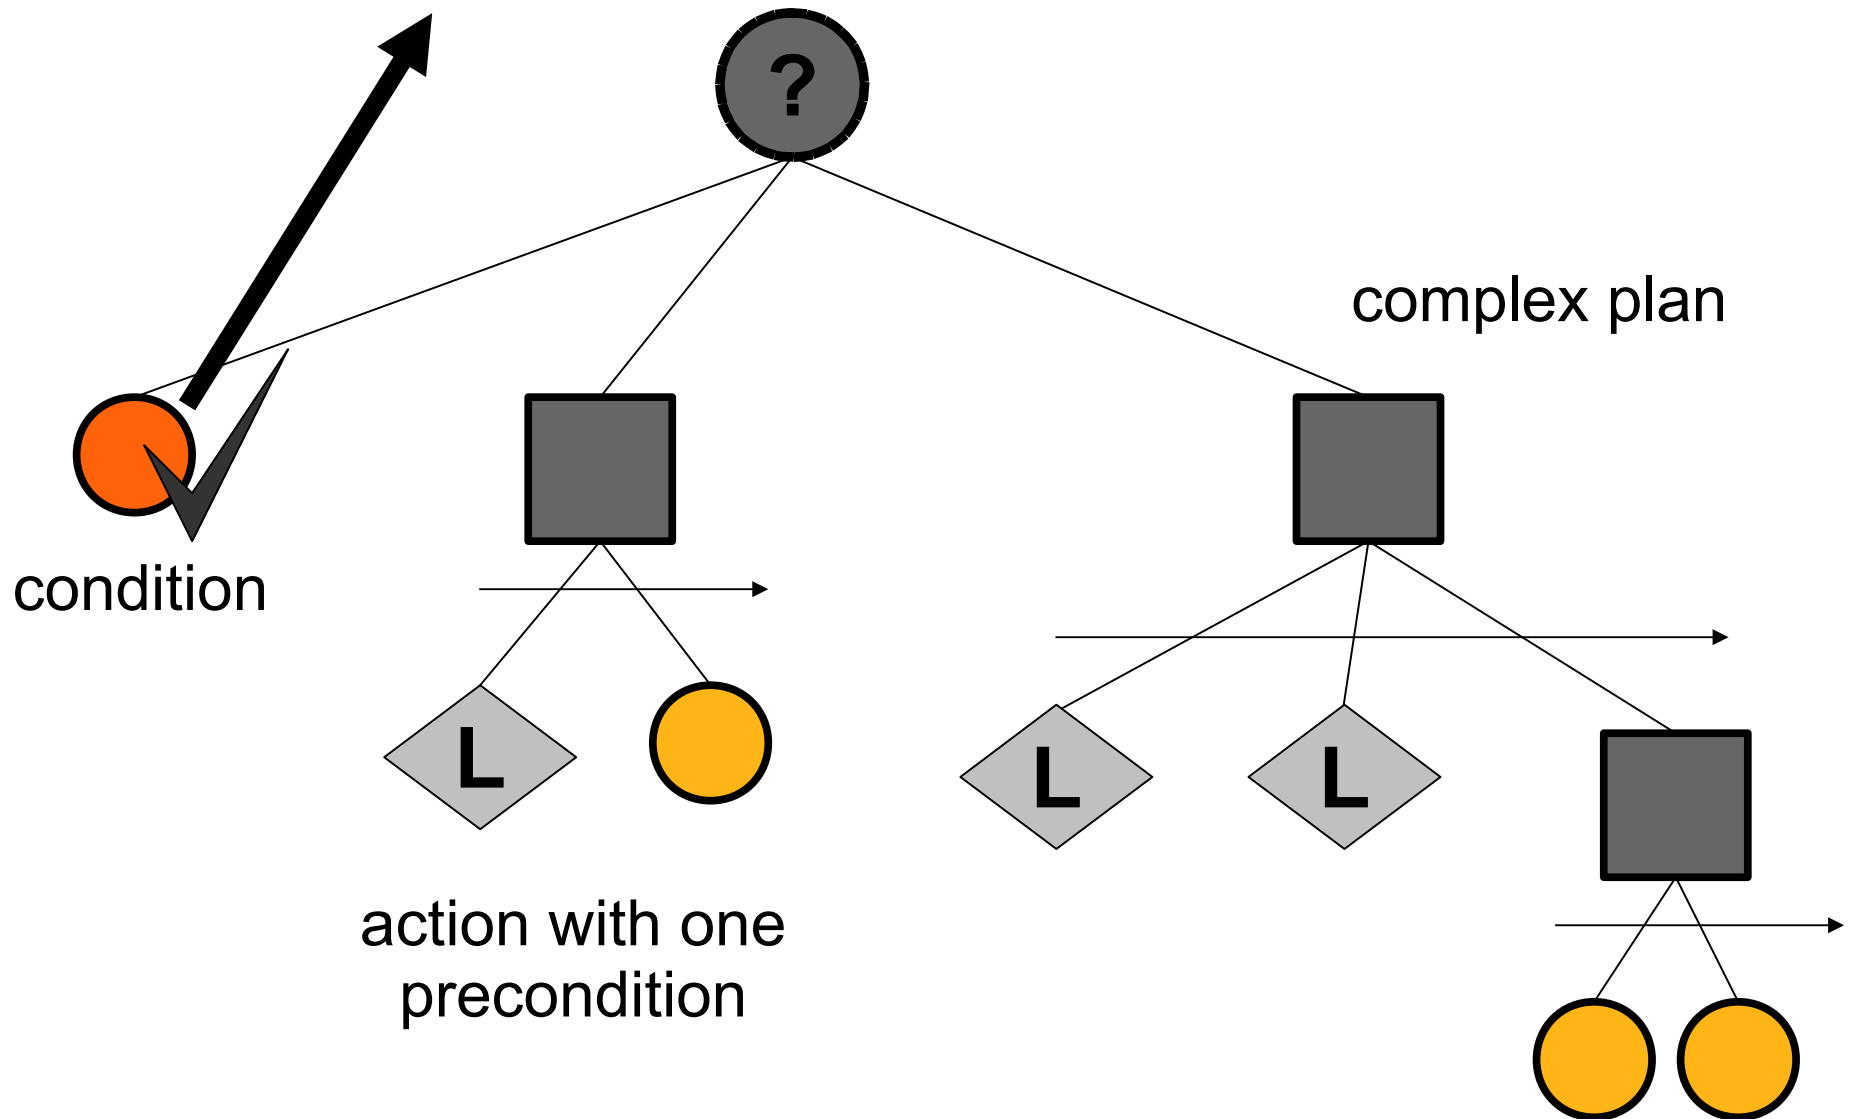 ?
complex plan
condition
L
L
L
action with one
precondition